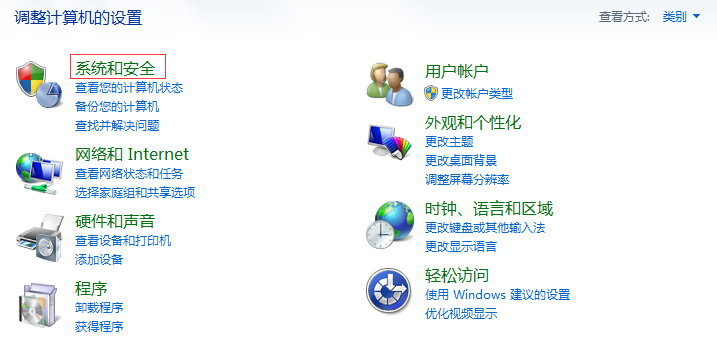 调整计算机的设置
查看方式: 类别
系统和安全
查看您的计算机状态
备份您的计算机
查找并解决问题
网络和 Internet
查看网络状态和任务
选择家庭组和共享选项
硬件和声音
查看设备和打印机
添加设备
程序
卸载程序
获得程序
用户帐户
更改帐户类型
外观和个性化
更改主题
更改桌面背景
调整屏幕分辨率
时钟、语言和区域
更改键盘或其他输入法
更改显示语言
轻松访问
使用 Windows 建议的设置
优化视频显示